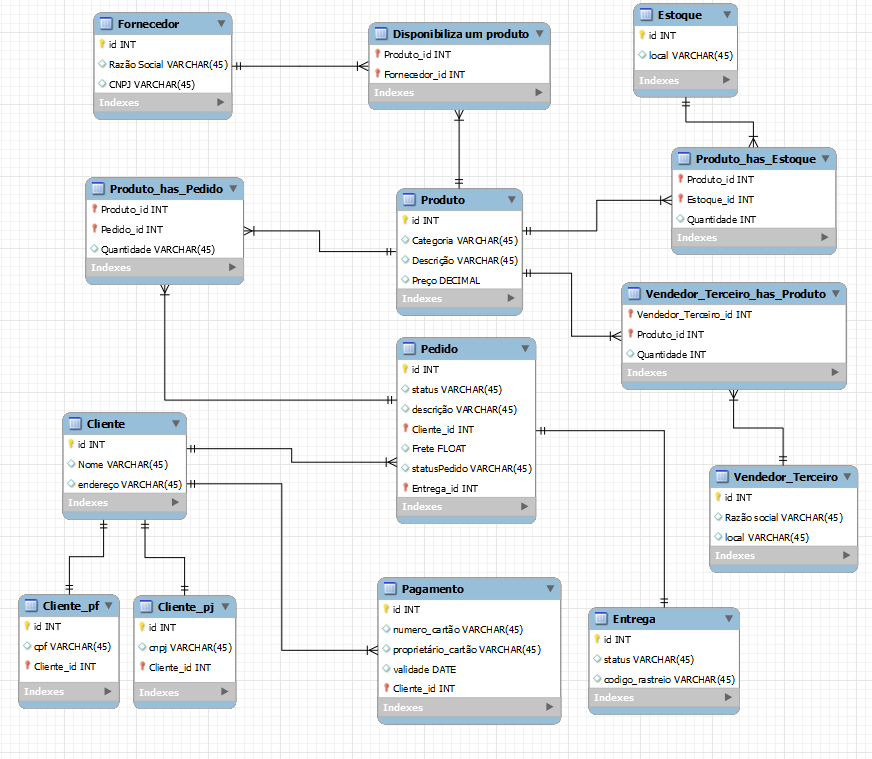 Fornecedor
id INT
Razão Social VARCHAR(45)
CNPJ VARCHAR(45)
Indexes
Disponibiliza um produto
Produto_id INT
Fornecedor_id INT
Indexes
Estoque
id INT
local VARCHAR(45)
Indexes
Produto_has_Pedido
Produto_id INT
Pedido_id INT
Quantidade VARCHAR(45)
Indexes
Produto
id INT
Categoria VARCHAR(45)
Descrição VARCHAR(45)
Preço DECIMAL
Indexes
Produto_has_Estoque
Produto_id INT
Estoque_id INT
Quantidade INT
Indexes
Vendedor_Terceiro_has_Produto
Vendedor_Terceiro_id INT
Produto_id INT
Quantidade INT
Indexes
Pedido
id INT
status VARCHAR(45)
descrição VARCHAR(45)
Cliente_id INT
Frete FLOAT
statusPedido VARCHAR(45)
Entrega_id INT
Indexes
Cliente
id INT
Nome VARCHAR(45)
endereço VARCHAR(45)
Indexes
Vendedor_Terceiro
id INT
Razão social VARCHAR(45)
local VARCHAR(45)
Indexes
Cliente_pf
id INT
cpf VARCHAR(45)
Cliente_id INT
Indexes
Cliente_pj
id INT
cnpj VARCHAR(45)
Cliente_id INT
Indexes
Pagamento
id INT
numero_cartão VARCHAR(45)
proprietário_cartão VARCHAR(45)
validade DATE
Cliente_id INT
Indexes
Entrega
id INT
status VARCHAR(45)
codigo_rastreio VARCHAR(45)
Indexes